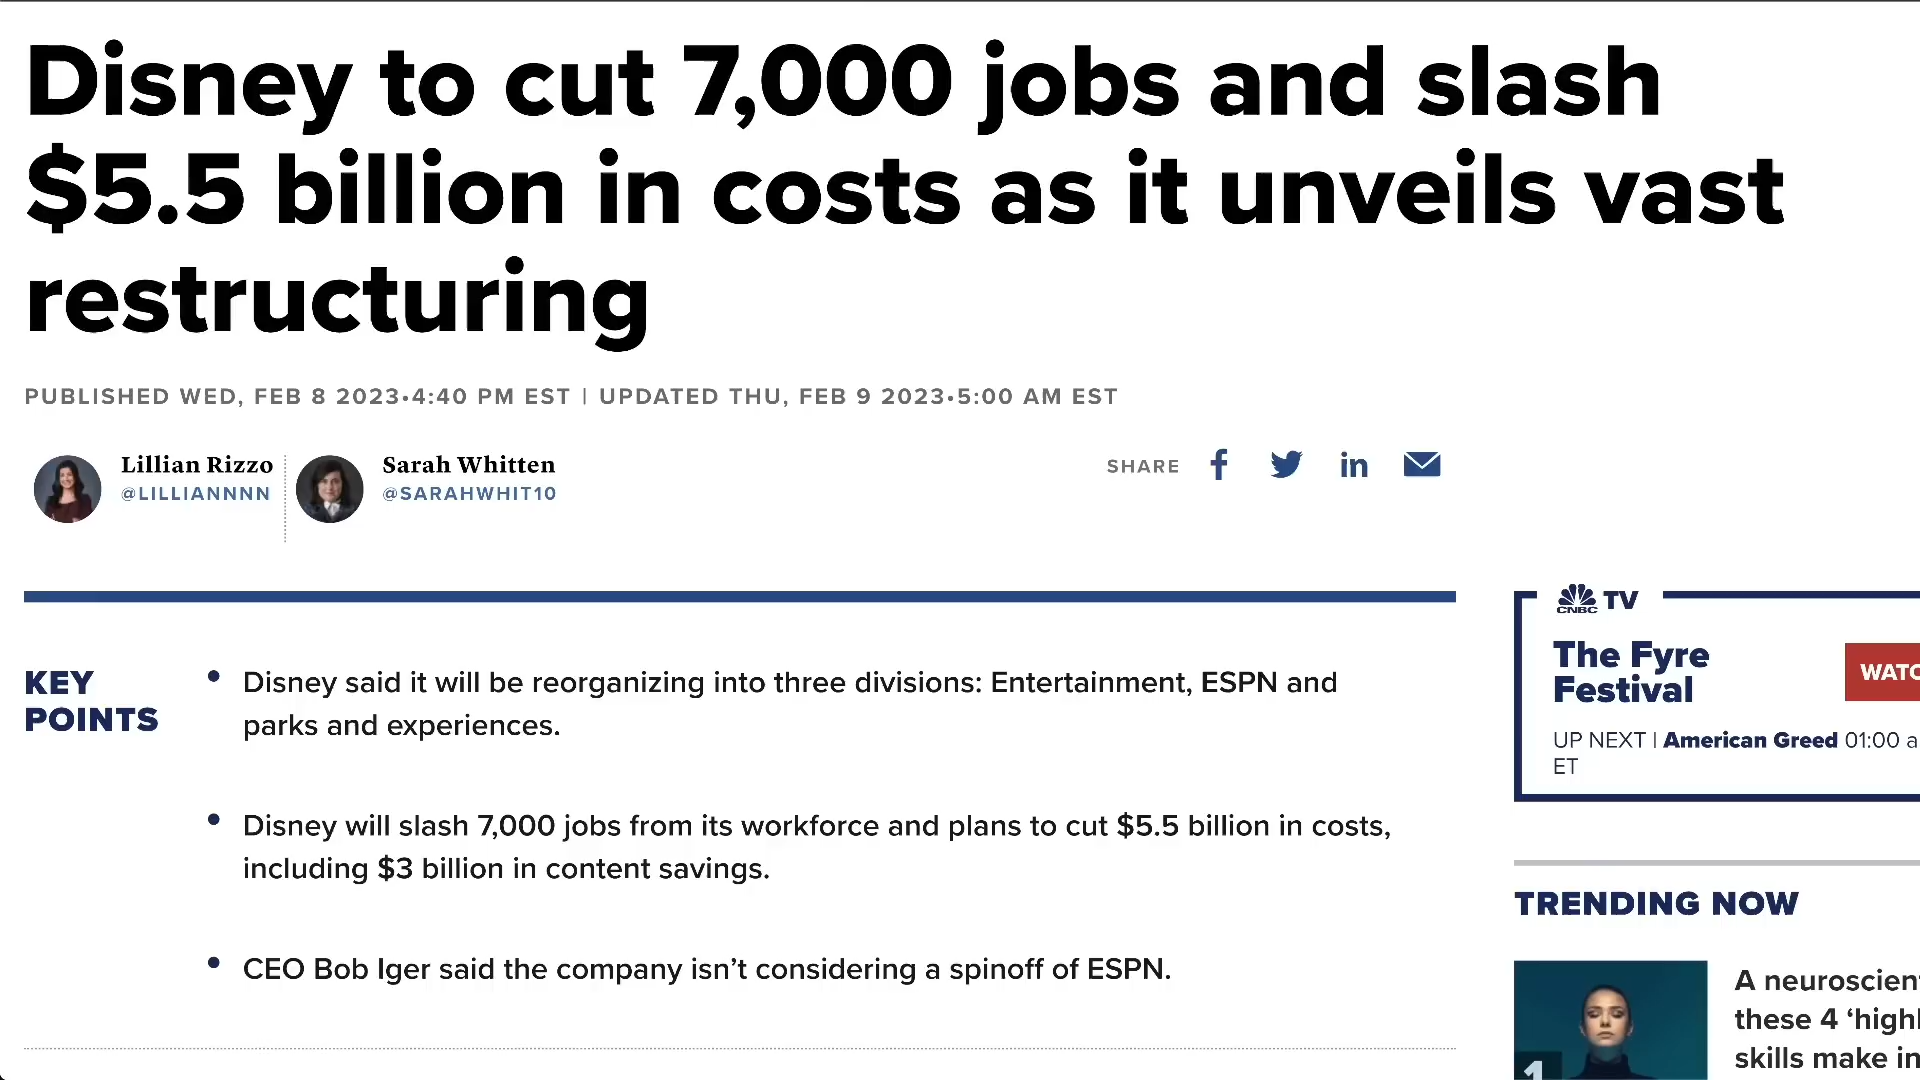 Disney to cut 7,000 jobs and slash
$5.5 billion in costs as it unveils vast
restructuring
PUBLISHED WED, FEB 8 2023•4:40 PM EST | UPDATED THU, FEB 9 2023•5:00 AM EST
Lillian Rizzo
@LILLIANNNN
Sarah Whitten
@SARAHWHIT10
SHARE
KEY
POINTS
• Disney said it will be reorganizing into three divisions: Entertainment, ESPN and
parks and experiences.
• Disney will slash 7,000 jobs from its workforce and plans to cut $5.5 billion in costs,
including $3 billion in content savings.
• CEO Bob Iger said the company isn’t considering a spinoff of ESPN.
CNBC TV
The Fyre
Festival
WATC
UP NEXT | American Greed 01:00 a
ET
TRENDING NOW
1
A neuroscien
these 4 ‘high
skills make in